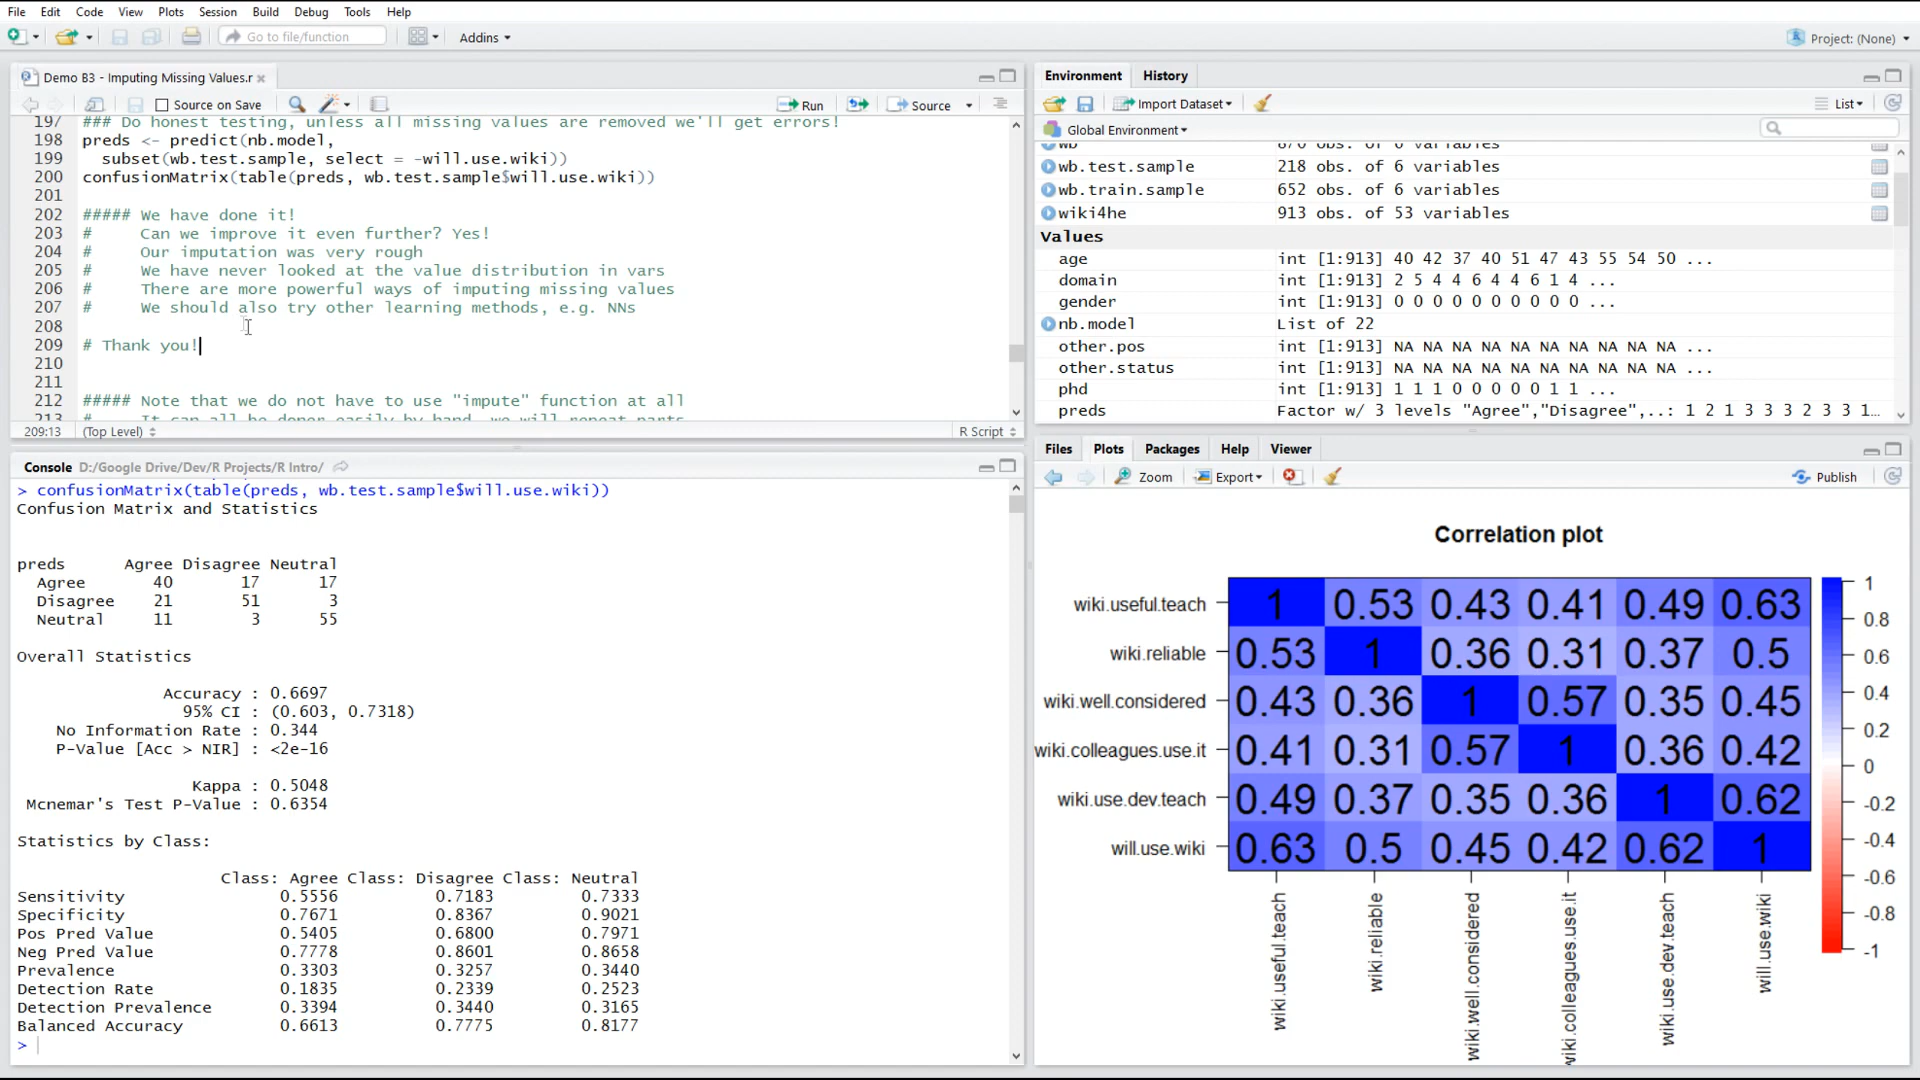 File Edit Code View Plots Session Build Debug Tools Help
Go to file/function Addins Project: (None)
Demo B3 - Imputing Missing Values.r
Source on Save Run Source
197 ### Do honest testing, unless all missing values are removed we'll get errors!
198 preds <- predict(nb.model,
199 subset(wb.test.sample, select = -will.use.wiki))
200 confusionMatrix(table(preds, wb.test.sample$will.use.wiki))
201
202 ##### We have done it!
203 # Can we improve it even further? Yes!
204 # Our imputation was very rough
205 # We have never looked at the value distribution in vars
206 # There are more powerful ways of imputing missing values
207 # We should also try other learning methods, e.g. NNs
208
209 # Thank you!
210
211
212 ##### Note that we do not have to use "impute" function at all
213
209:13 (Top Level) R Script
Console D:/Google Drive/Dev/R Projects/R Intro/
> confusionMatrix(table(preds, wb.test.sample$will.use.wiki))
Confusion Matrix and Statistics
preds Agree Disagree Neutral
Agree 40 17 17
Disagree 21 51 3
Neutral 11 3 55
Overall Statistics
Accuracy : 0.6697
95% CI : (0.603, 0.7318)
No Information Rate : 0.344
P-Value [Acc > NIR] : <2e-16
Kappa : 0.5048
Mcnemar's Test P-Value : 0.6354
Statistics by Class:
Class: Agree Class: Disagree Class: Neutral
Sensitivity 0.5556 0.7183 0.7333
Specificity 0.7671 0.8367 0.9021
Pos Pred Value 0.5405 0.6800 0.7971
Neg Pred Value 0.7778 0.8601 0.8658
Prevalence 0.3303 0.3257 0.3440
Detection Rate 0.1835 0.2339 0.2523
Detection Prevalence 0.3394 0.3440 0.3165
Balanced Accuracy 0.6613 0.7775 0.8177
>
Environment History
Import Dataset List
Global Environment
wb 870 obs. of 6 variables
wb.test.sample 218 obs. of 6 variables
wb.train.sample 652 obs. of 6 variables
wiki4he 913 obs. of 53 variables
Values
age int [1:913] 40 42 37 40 51 47 43 55 54 50 ...
domain int [1:913] 2 5 4 4 6 4 4 6 1 4 ...
gender int [1:913] 0 0 0 0 0 0 0 0 0 0 ...
nb.model List of 22
other.pos int [1:913] NA NA NA NA NA NA NA NA NA NA ...
other.status int [1:913] NA NA NA NA NA NA NA NA NA NA ...
phd int [1:913] 1 1 1 0 0 0 0 0 1 1 ...
preds Factor w/ 3 levels "Agree","Disagree",..: 1 2 1 3 3 3 2 3 3 1...
Files Plots Packages Help Viewer
Zoom Export Publish
Correlation plot
wiki.useful.teach 1 0.53 0.43 0.41 0.49 0.63
wiki.reliable 0.53 1 0.36 0.31 0.37 0.5
wiki.well.considered 0.43 0.36 1 0.57 0.35 0.45
wiki.colleagues.use.it 0.41 0.31 0.57 1 0.36 0.42
wiki.use.dev.teach 0.49 0.37 0.35 0.36 1 0.62
will.use.wiki 0.63 0.5 0.45 0.42 0.62 1
wiki.useful.teach
wiki.reliable
wiki.well.considered
wiki.colleagues.use.it
wiki.use.dev.teach
will.use.wiki
1
0.8
0.6
0.4
0.2
0
-0.2
-0.4
-0.6
-0.8
-1